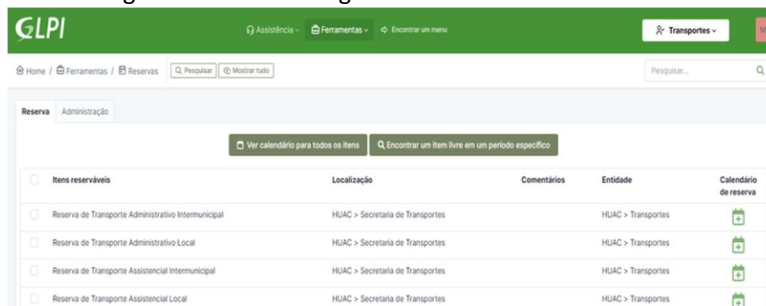 GLPI
Assistência
Ferramentas
Encontrar um menu
Transportes
Home / Ferramentas / Reservas
Pesquisar
Mostrar tudo
Pesquisar...
Reserva
Administração
Ver calendário para todos os itens
Encontrar um item livre em um período específico
Itens reserváveis Localização Comentários Entidade Calendário de reserva
Reserva de Transporte Administrativo Intermunicipal HUAC > Secretaria de Transportes HUAC > Transportes
Reserva de Transporte Administrativo Local HUAC > Secretaria de Transportes HUAC > Transportes
Reserva de Transporte Assistencial Intermunicipal HUAC > Secretaria de Transportes HUAC > Transportes
Reserva de Transporte Assistencial Local HUAC > Secretaria de Transportes HUAC > Transportes